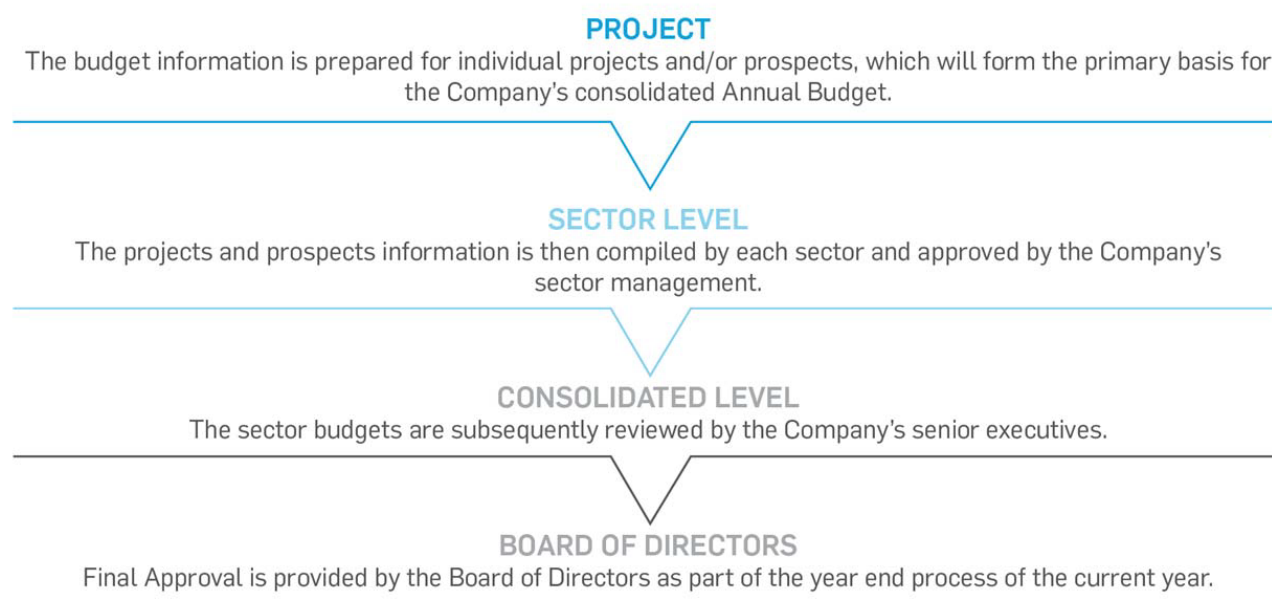 PROJECT
The budget information is prepared for individual projects and/or prospects, which will form the primary basis for
the Company’s consolidated Annual Budget.
SECTOR LEVEL
The projects and prospects information is then compiled by each sector and approved by the Company’s
sector management.
CONSOLIDATED LEVEL
The sector budgets are subsequently reviewed by the Company’s senior executives.
BOARD OF DIRECTORS
Final Approval is provided by the Board of Directors as part of the year end process of the current year.